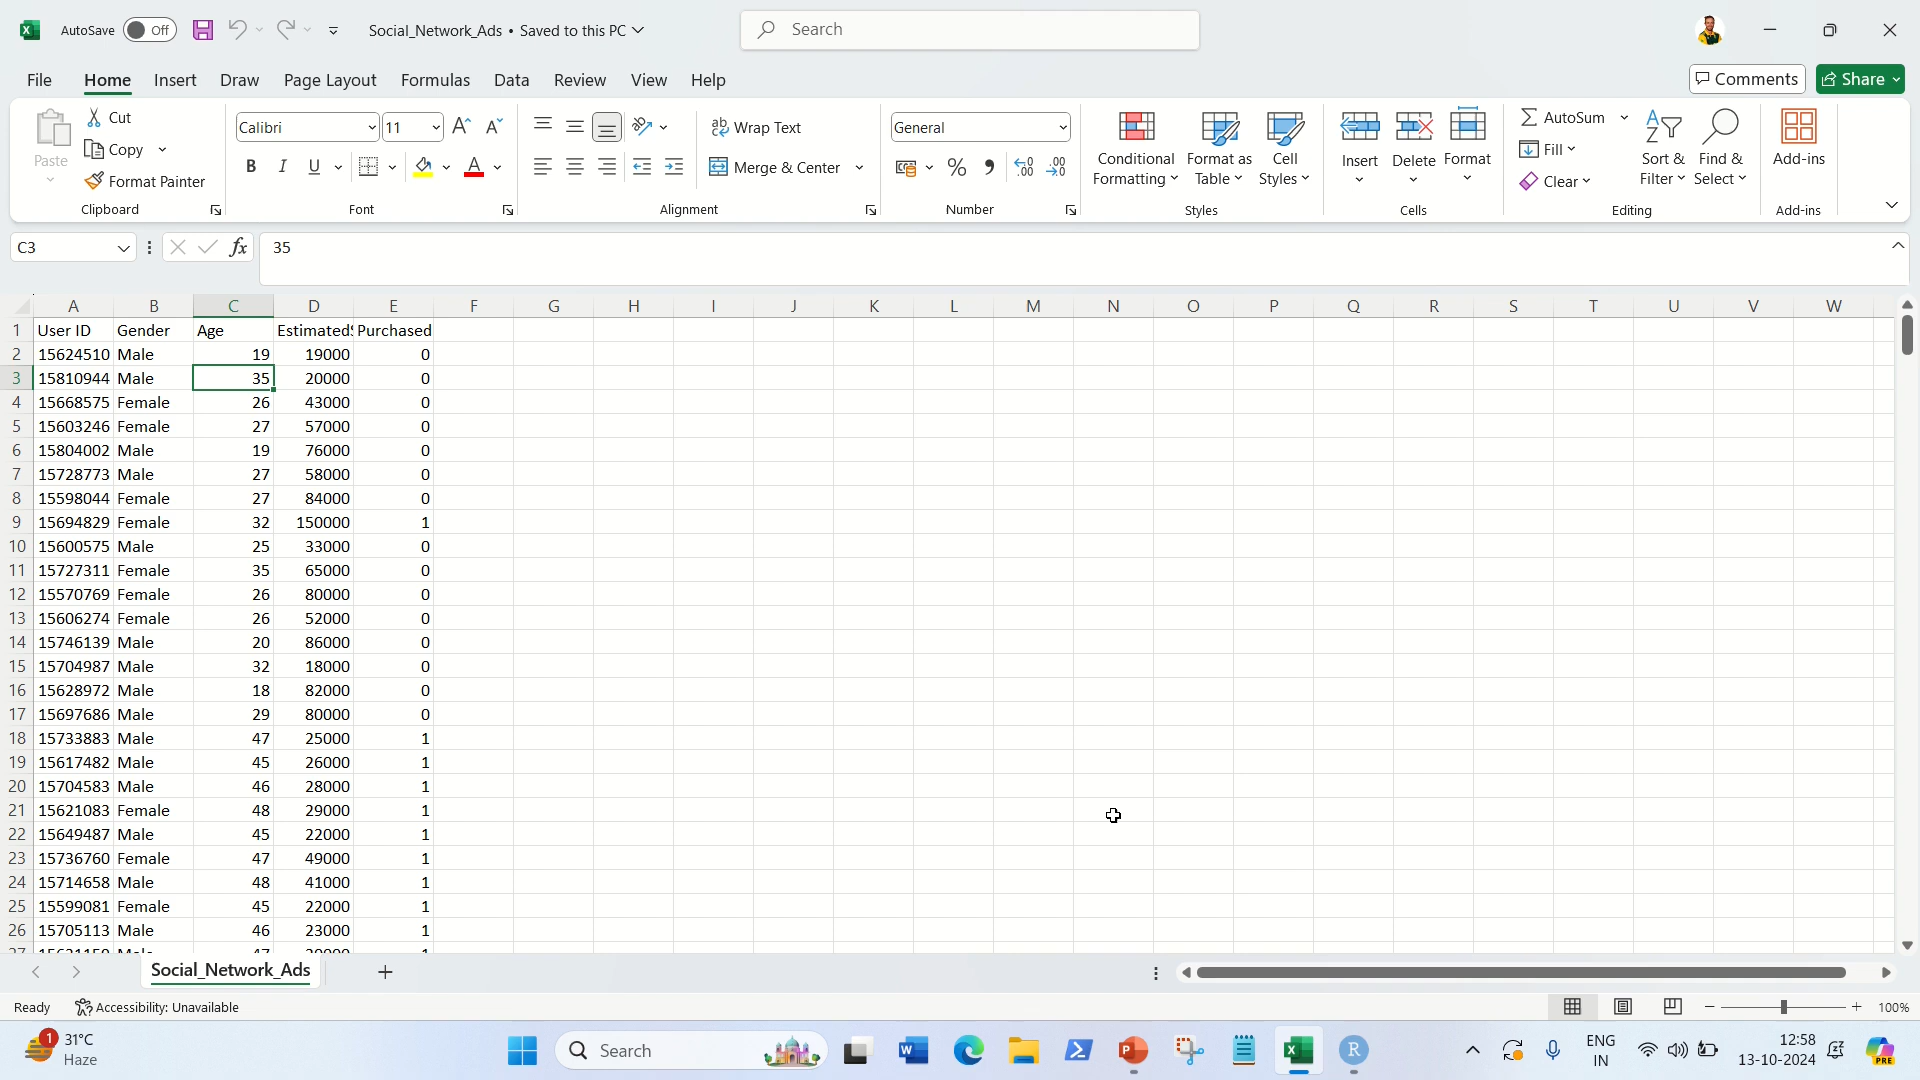 AutoSave Off Social_Network_Ads • Saved to this PC Search
File Home Insert Draw Page Layout Formulas Data Review View Help Comments Share
Paste Cut Copy Format Painter Clipboard
Calibri 11 B I U A Font
Wrap Text Merge & Center Alignment
General % Number
Conditional Formatting Format as Table Cell Styles Styles
Insert Delete Format Cells
AutoSum Fill Clear Sort & Filter Find & Select Editing
Add-ins Add-ins
C3 fx 35
A B C D E F G H I J K L M N O P Q R S T U V W
1 User ID Gender Age Purchased
2 15624510 Male 19 19000 0
3 15810944 Male 35 20000 0
4 15668575 Female 26 43000 0
5 15603246 Female 27 57000 0
6 15804002 Male 19 76000 0
7 15728773 Male 27 58000 0
8 15598044 Female 27 84000 0
9 15694829 Female 32 150000 1
10 15600575 Male 25 33000 0
11 15727311 Female 35 65000 0
12 15570769 Female 26 80000 0
13 15606274 Female 26 52000 0
14 15746139 Male 20 86000 0
15 15704987 Male 32 18000 0
16 15628972 Male 18 82000 0
17 15697686 Male 29 80000 0
18 15733883 Male 47 25000 1
19 15617482 Male 45 26000 1
20 15704583 Male 46 28000 1
21 15621083 Female 48 29000 1
22 15649487 Male 45 22000 1
23 15736760 Female 47 49000 1
24 15714658 Male 48 41000 1
25 15599081 Female 45 22000 1
26 15705113 Male 46 23000 1
Social_Network_Ads
Ready Accessibility: Unavailable 100%
1 31°C Haze Search ENG IN 12:58 13-10-2024